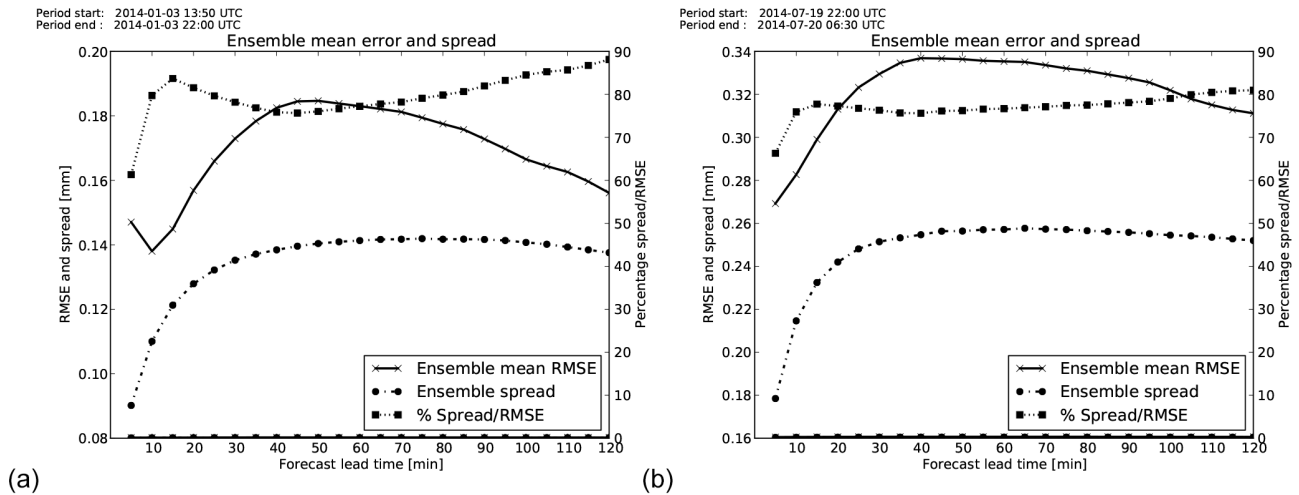 Period start: 2014-01-03 13:50 UTC
Period end : 2014-01-03 22:00 UTC
Ensemble mean error and spread
0.20
0.18
0.16
0.14
0.12
0.10
0.08
RMSE and spread [mm]
90
80
70
60
50
40
30
20
10
0
Percentage spread/RMSE
Ensemble mean RMSE
Ensemble spread
% Spread/RMSE
10 20 30 40 50 60 70 80 90 100 110 120
Forecast lead time [min]
(a)
Period start: 2014-07-19 22:00 UTC
Period end : 2014-07-20 06:30 UTC
Ensemble mean error and spread
0.34
0.32
0.30
0.28
0.26
0.24
0.22
0.20
0.18
0.16
RMSE and spread [mm]
90
80
70
60
50
40
30
20
10
0
Percentage spread/RMSE
Ensemble mean RMSE
Ensemble spread
% Spread/RMSE
10 20 30 40 50 60 70 80 90 100 110 120
Forecast lead time [min]
(b)